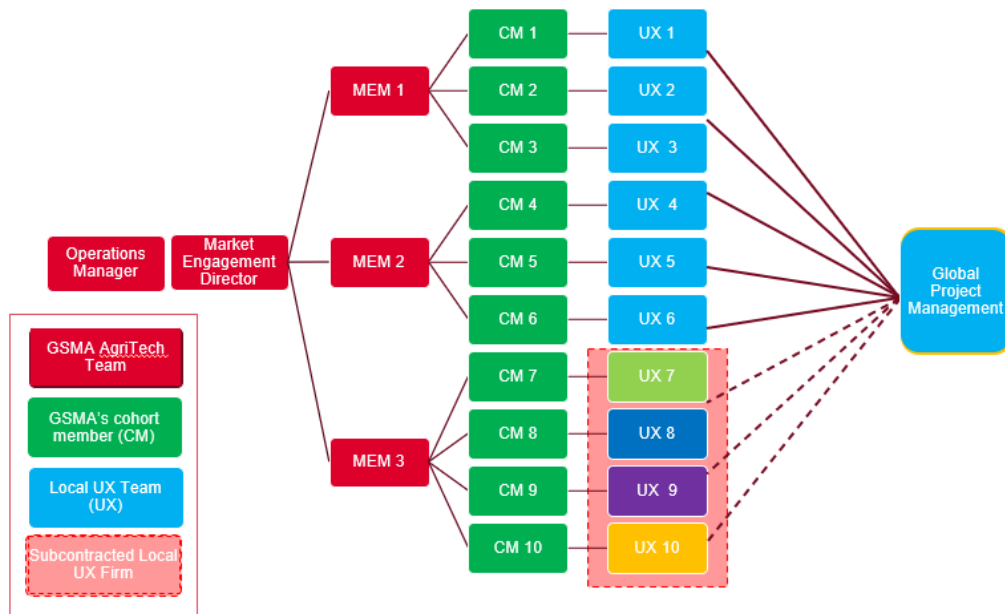 CM 1
UX 1
MEM 1
CM 2
UX 2
CM 3
UX 3
CM 4
UX 4
Operations
Manager
Market
Engagement
Director
MEM 2
CM 5
UX 5
Global
Project
Management
CM 6
UX 6
GSMA AgriTech
Team
CM 7
UX 7
GSMA's cohort
member (CM)
CM 8
UX 8
MEM 3
Local UX Team
(UX)
CM 9
UX 9
Subcontracted Local
UX Firm
CM 10
UX 10